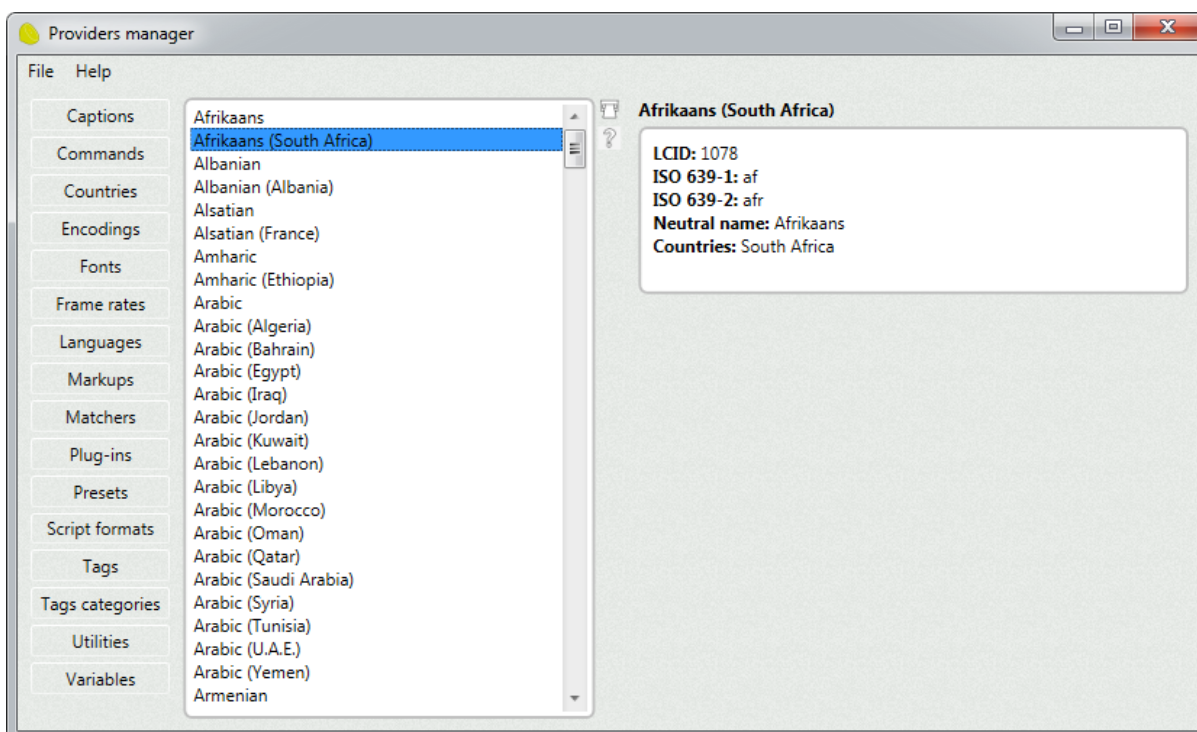 Providers manager
File Help
Captions
Commands
Countries
Encodings
Fonts
Frame rates
Languages
Markups
Matchers
Plug-ins
Presets
Script formats
Tags
Tags categories
Utilities
Variables
Afrikaans
Afrikaans (South Africa)
Albanian
Albanian (Albania)
Alsatian
Alsatian (France)
Amharic
Amharic (Ethiopia)
Arabic
Arabic (Algeria)
Arabic (Bahrain)
Arabic (Egypt)
Arabic (Iraq)
Arabic (Jordan)
Arabic (Kuwait)
Arabic (Lebanon)
Arabic (Libya)
Arabic (Morocco)
Arabic (Oman)
Arabic (Qatar)
Arabic (Saudi Arabia)
Arabic (Syria)
Arabic (Tunisia)
Arabic (U.A.E.)
Arabic (Yemen)
Armenian
Afrikaans (South Africa)
LCID: 1078
ISO 639-1: af
ISO 639-2: afr
Neutral name: Afrikaans
Countries: South Africa